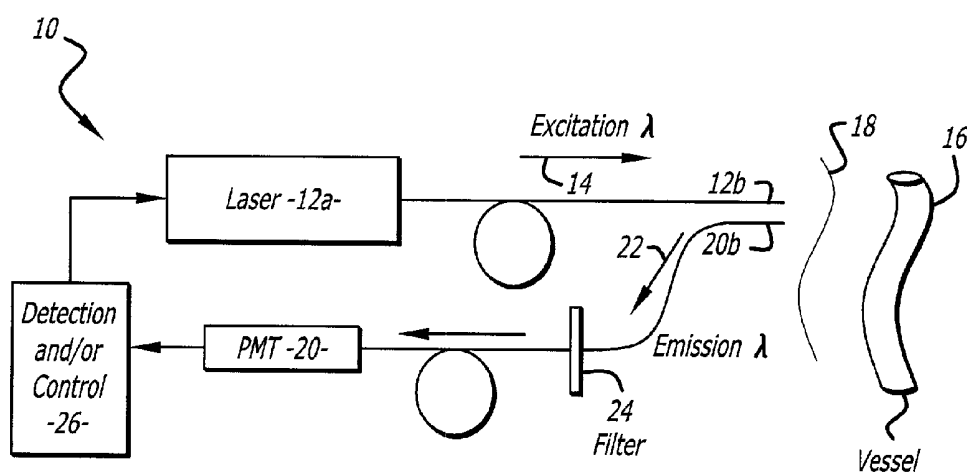 10
Excitation λ
14
18
16
Laser -12a-
12b
20b
22
Detection
and/or
Control
-26-
PMT -20-
Emission λ
24
Filter
Vessel